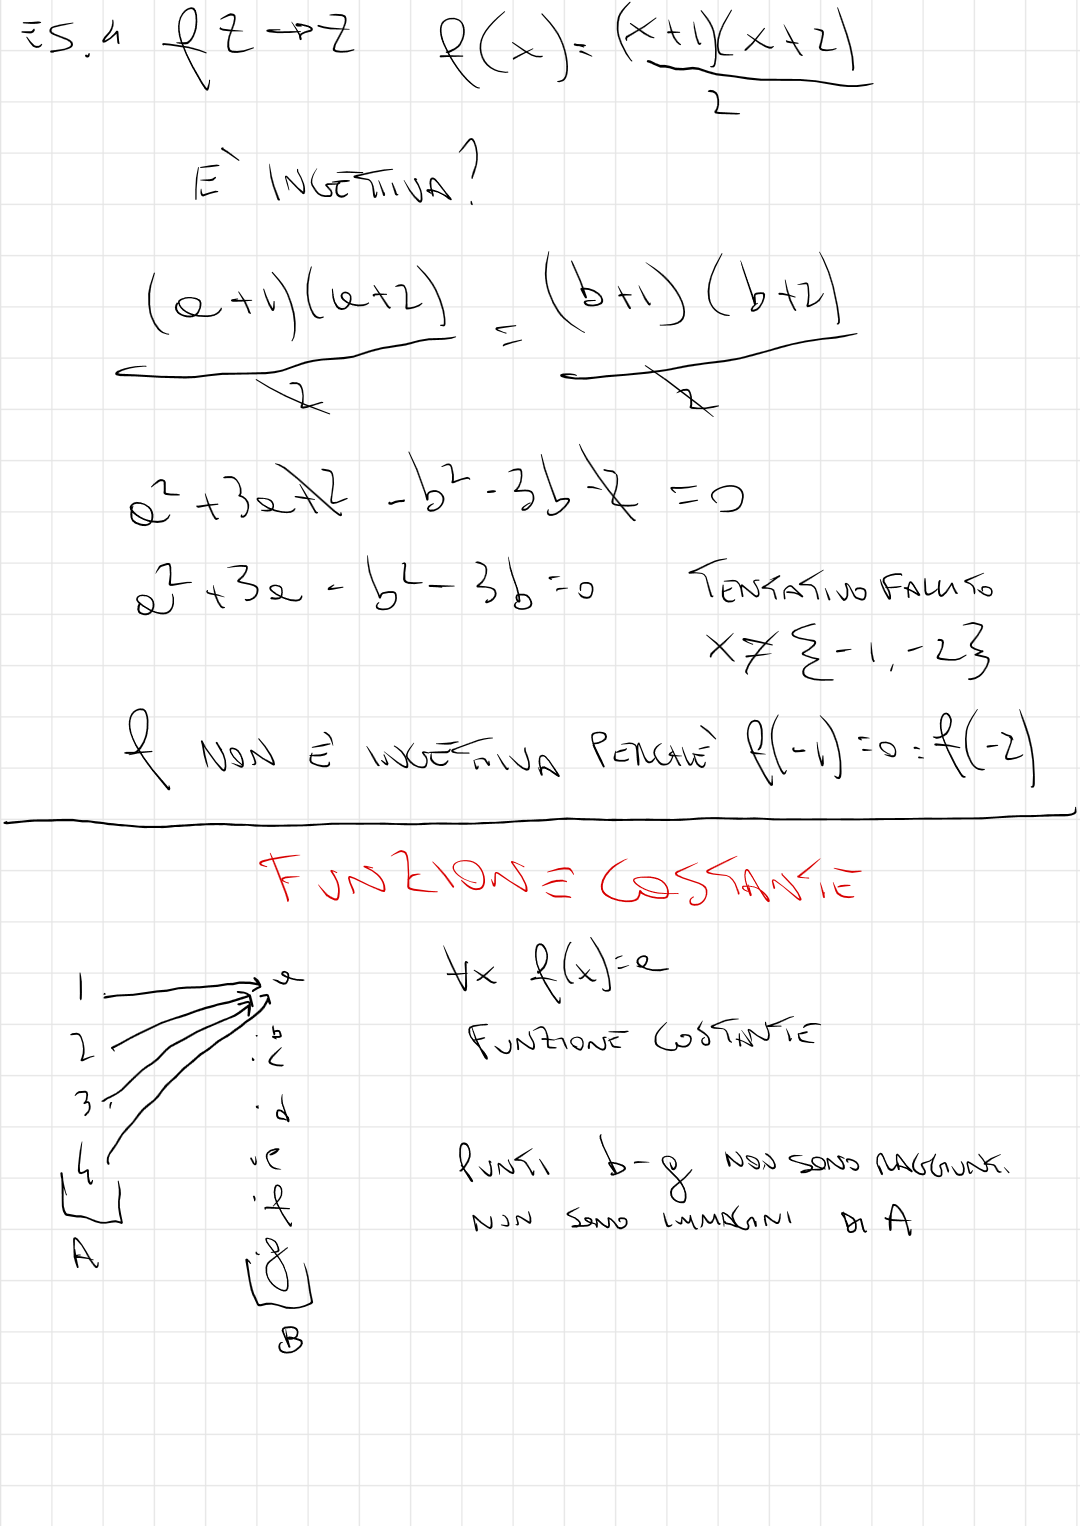 ES. 4 f Z → Z f(x) = (x+1)(x+2) / 2
E' INGETTIVA?
(a+1)(a+2) / 2 = (b+1)(b+2) / 2
a² + 3a + 2 - b² - 3b - 2 = 0
a² + 3a - b² - 3b = 0 TENTATIVO FALLITO
x ≠ {-1, -2}
f NON È INGETTIVA PERCHÈ f(-1) = 0 = f(-2)
FUNZIONE COSTANTE
∀x f(x) = a
FUNZIONE COSTANTE
1 a
2 b
c
3 d
4 e
f
A g
B
PUNTI b-g NON SONO RAGGIUNTI
NON SONO IMMAGINI DI A